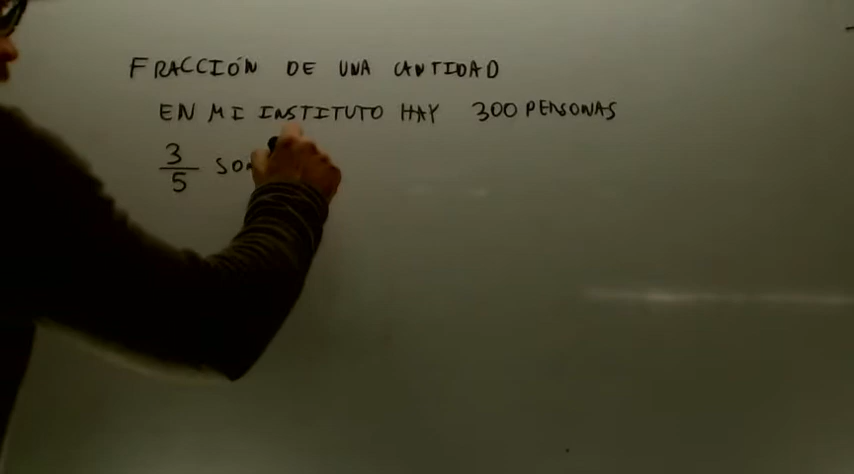 FRACCIÓN DE UNA CANTIDAD
EN MI INSTITUTO HAY 300 PERSONAS
3/5 SON